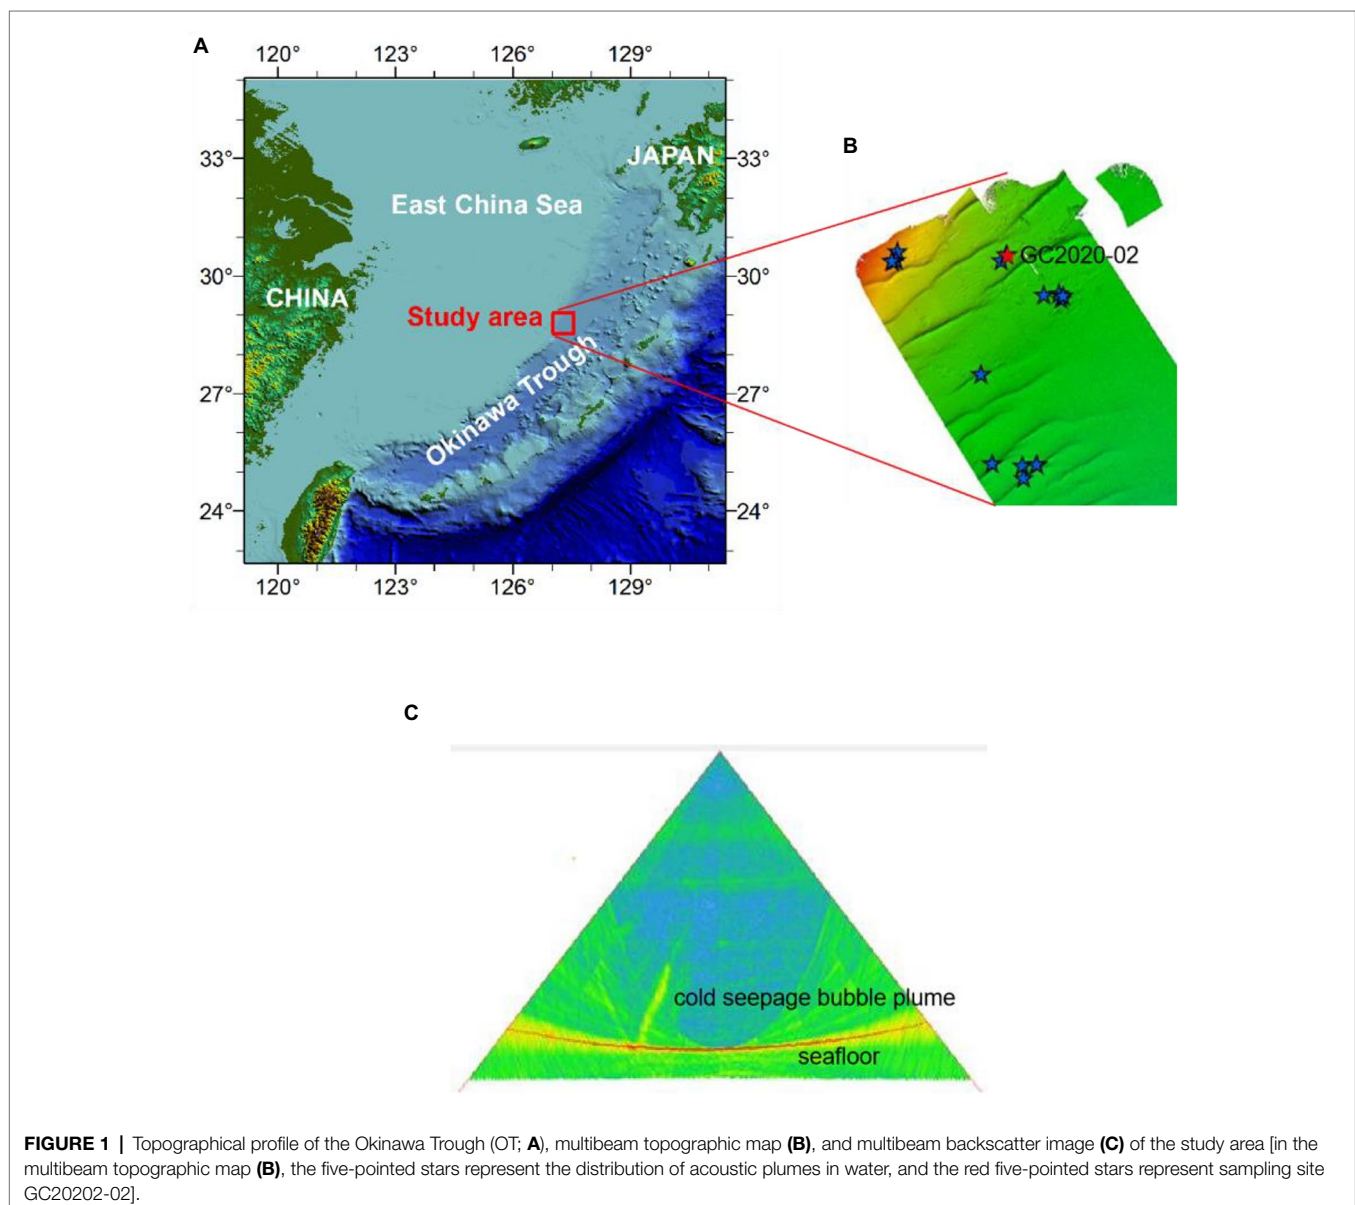 A
120° 123° 126° 129°
33° 33°
JAPAN
East China Sea
30° 30°
CHINA
Study area
27° 27°
Okinawa Trough
24° 24°
120° 123° 126° 129°
B
GC2020-02
C
cold seepage bubble plume
seafloor
FIGURE 1 | Topographical profile of the Okinawa Trough (OT; A), multibeam topographic map (B), and multibeam backscatter image (C) of the study area [in the
multibeam topographic map (B), the five-pointed stars represent the distribution of acoustic plumes in water, and the red five-pointed stars represent sampling site
GC20202-02].